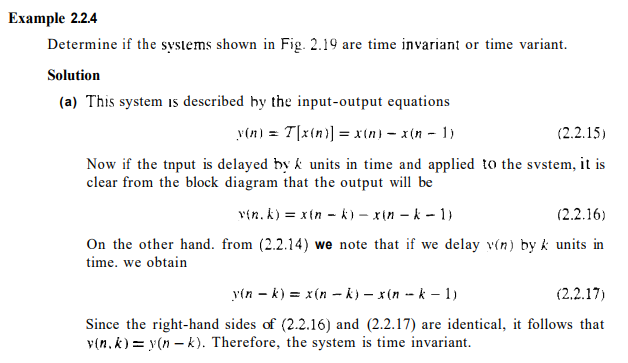 Example 2.2.4
Determine if the systems shown in Fig. 2.19 are time invariant or time variant.
Solution
(a) This system is described by the input-output equations
y(n) = T[x(n)] = x(n) − x(n − 1) (2.2.15)
Now if the tnput is delayed by k units in time and applied to the svstem, it is
clear from the block diagram that the output will be
y(n, k) = x(n − k) − x(n − k − 1) (2.2.16)
On the other hand. from (2.2.14) we note that if we delay y(n) by k units in
time. we obtain
y(n − k) = x(n − k) − x(n − k − 1) (2.2.17)
Since the right-hand sides of (2.2.16) and (2.2.17) are identical, it follows that
y(n, k) = y(n − k). Therefore, the system is time invariant.